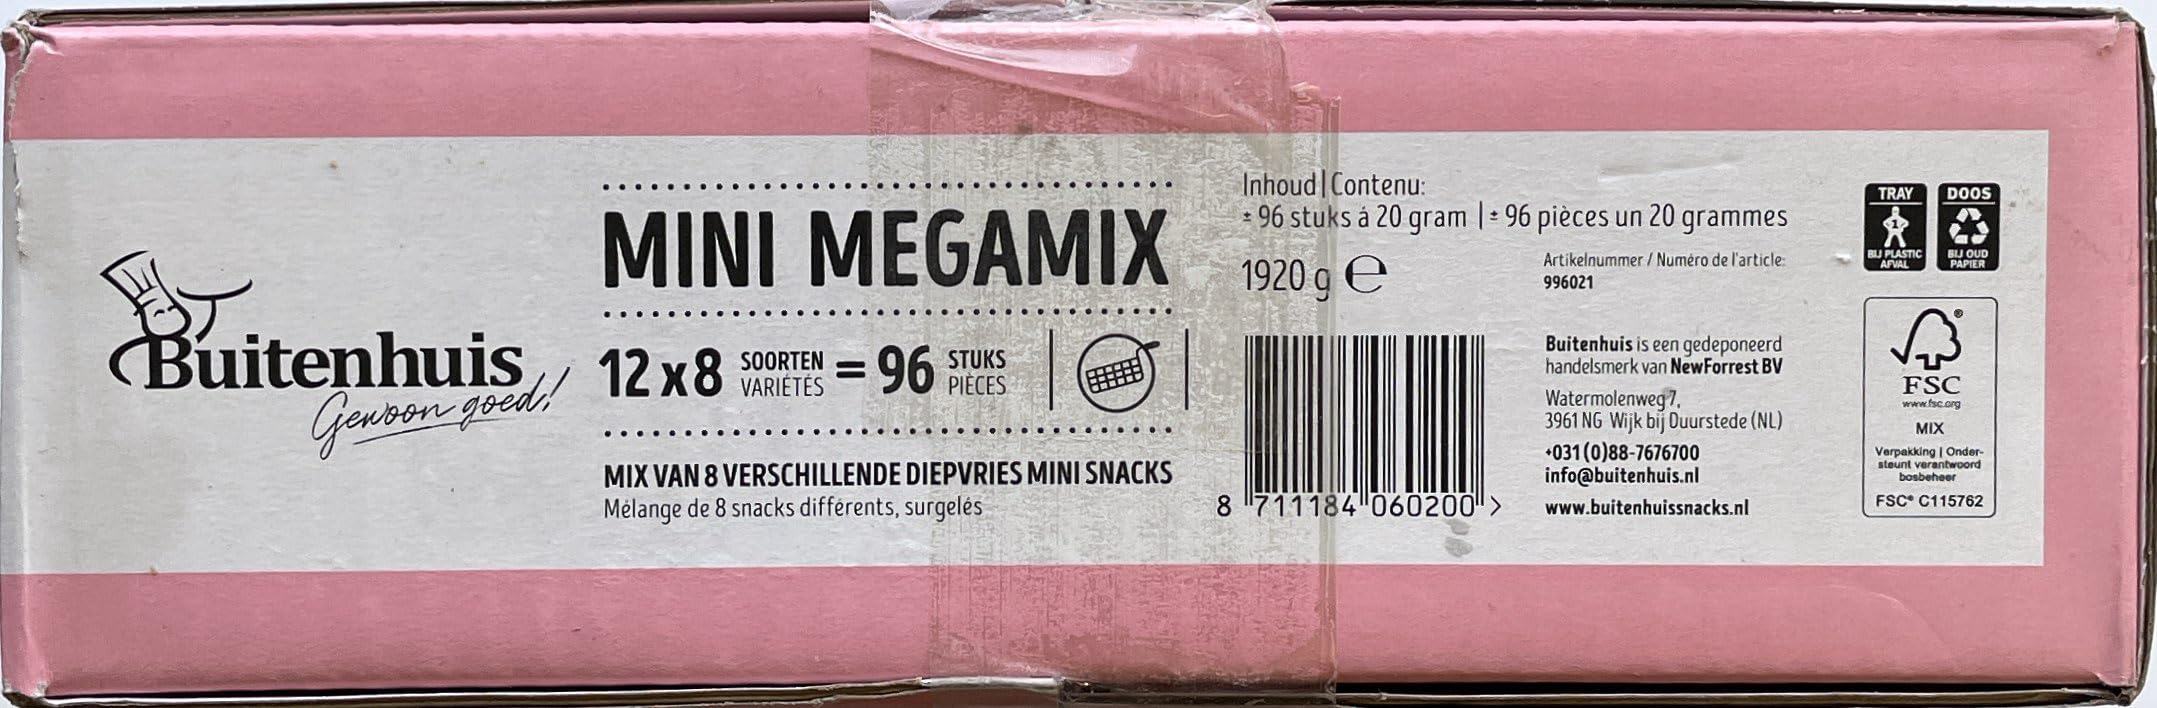 Buitenhuis
Gewoon goed!
MINI MEGAMIX
12 x 8 SOORTEN = 96 STUKS
VARIÉTÉS PIÈCES
MIX VAN 8 VERSCHILLENDE DIEPVRIES MINI SNACKS
Mélange de 8 snacks différents, surgelés
Inhoud | Contenu:
± 96 stuks á 20 gram | ± 96 pièces un 20 grammes
1920 g ℮
8 711184 060200 >
Artikelnummer / Numéro de l'article:
996021
Buitenhuis is een gedeponeerd
handelsmerk van NewForrest BV
Watermolenweg 7,
3961 NG Wijk bij Duurstede (NL)
+031(0)88-7676700
info@buitenhuis.nl
www.buitenhuissnacks.nl
TRAY
1
BIJ PLASTIC
AFVAL
DOOS
BIJ OUD
PAPIER
®
FSC
www.fsc.org
MIX
Verpakking | Onder-
steunt verantwoord
bosbeheer
FSC® C115762